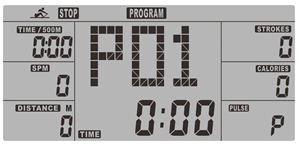 STOP PROGRAM
TIME / 500M
0:00
SPM
0
DISTANCE M
0
P01
TIME 0:00
STROKES
0
CALORIES
0
PULSE
P